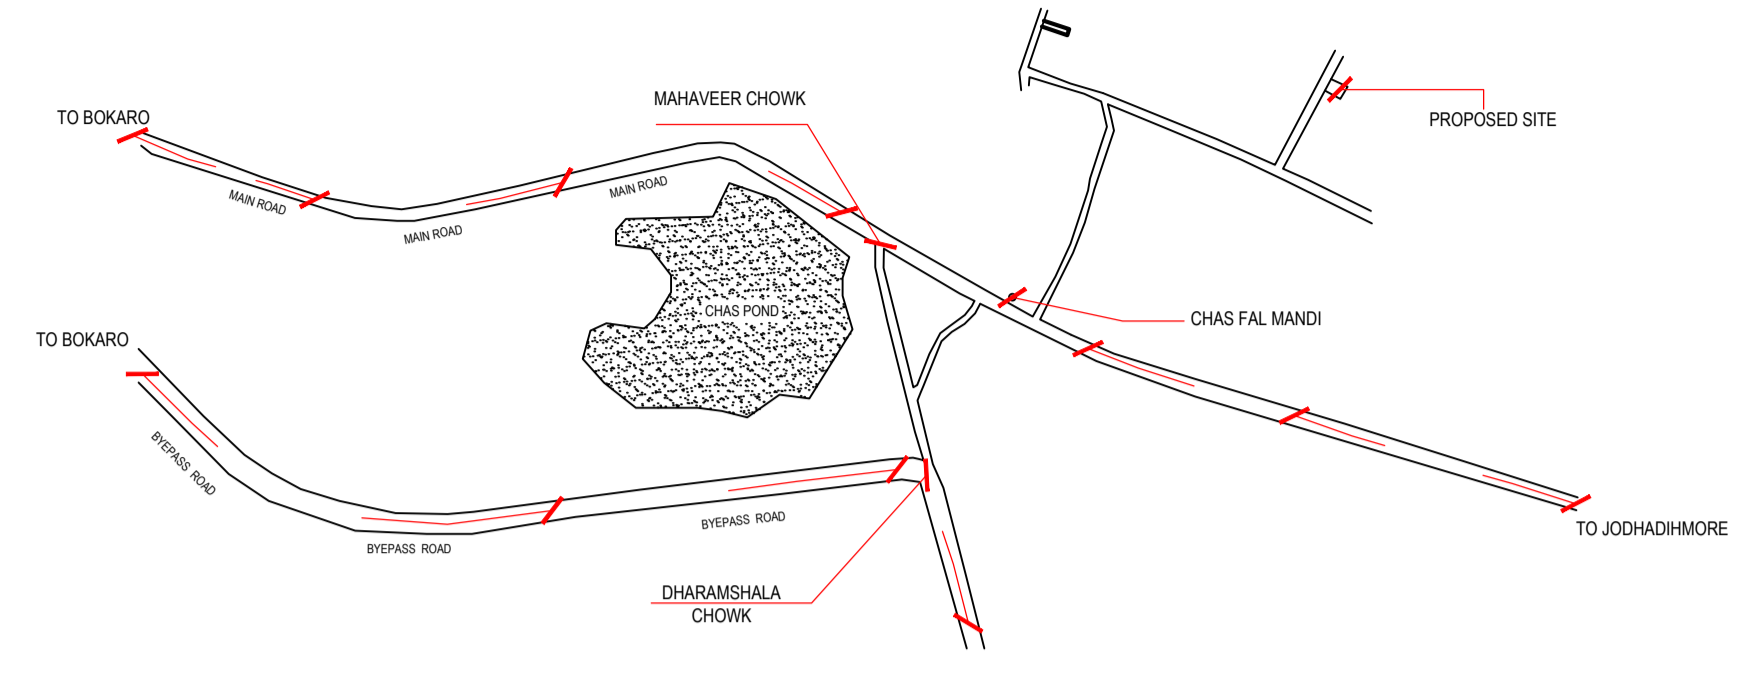 MAHAVEER CHOWK
TO BOKARO
PROPOSED SITE
MAIN ROAD
MAIN ROAD
MAIN ROAD
CHAS POND
CHAS FAL MANDI
TO BOKARO
BYEPASS ROAD
BYEPASS ROAD
BYEPASS ROAD
TO JODHADIHMORE
DHARAMSHALA
CHOWK